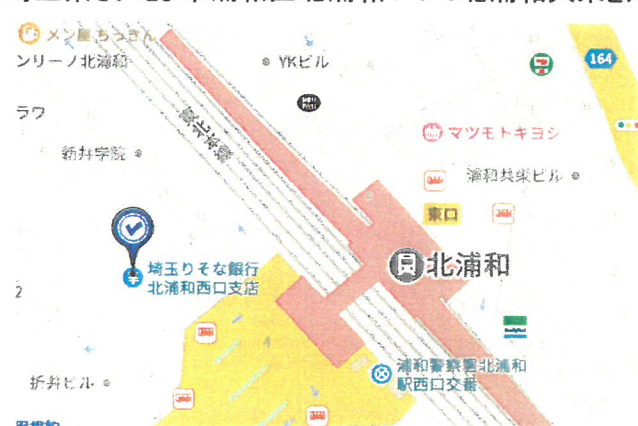 メン屋ちっきん
ンリーノ北浦和
YKビル
164
ラワ
マツモトキヨシ
新井学院
東北本線
浦和共栄ビル
東口
北浦和
埼玉りそな銀行
北浦和西口支店
2
浦和警察署北浦和
駅西口交番
折井ビル